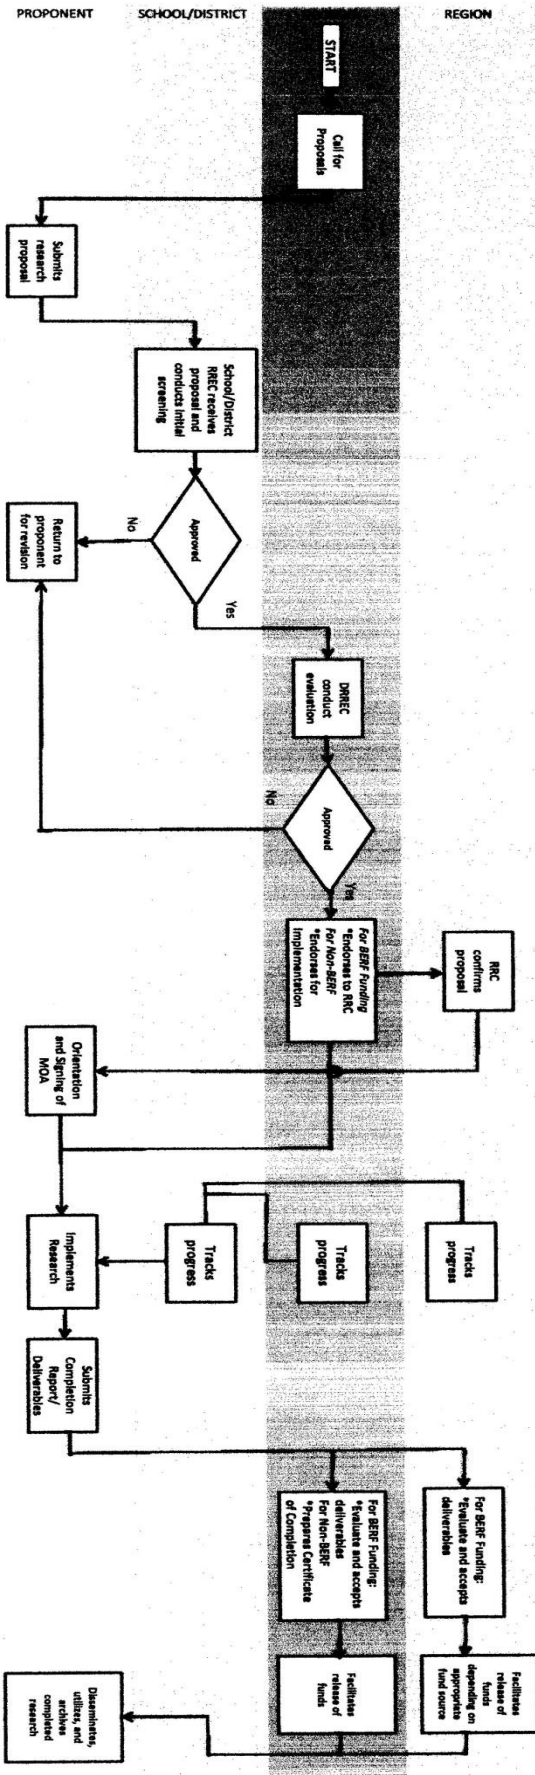 PROPONENT
SCHOOL/DISTRICT
REGION
START
Call for
Proposals
Submits
research
proposal
School/District
RREC receives
proposal and
conducts initial
screening
Approved
No
Yes
Return to
proponent
for revision
DRREC
conduct
evaluation
Approved
No
Yes
For BERF Funding
*Endorses to RRC
For Non-BERF
*Endorses for
Implementation
RRC
confirms
proposal
Orientation
and Signing of
MOA
Implements
Research
Tracks
progress
Tracks
progress
Tracks
progress
Submits
Completion
Report/
Deliverables
For BERF Funding:
*Evaluate and accepts
deliverables
For Non-BERF
*Prepares Certificate
of Completion
For BERF Funding:
*Evaluate and accepts
deliverables
Facilitates
release of
funds
Facilitates
release of
funds
depending on
appropriate
fund source
Disseminates,
utilizes, and
archives
completed
research